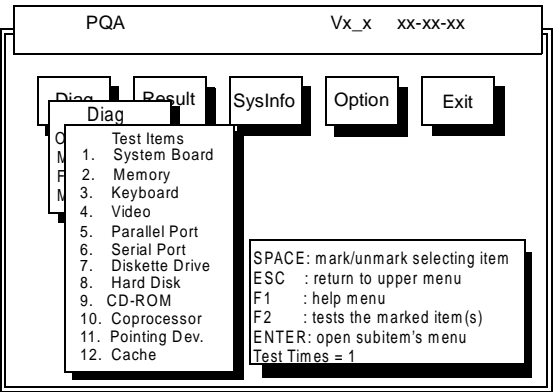 PQA Vx_x xx-xx-xx
Diag Result SysInfo Option Exit
Diag
O
M
F
M
Test Items
1. System Board
2. Memory
3. Keyboard
4. Video
5. Parallel Port
6. Serial Port
7. Diskette Drive
8. Hard Disk
9. CD-ROM
10. Coprocessor
11. Pointing Dev.
12. Cache
SPACE: mark/unmark selecting item
ESC : return to upper menu
F1 : help menu
F2 : tests the marked item(s)
ENTER: open subitem's menu
Test Times = 1